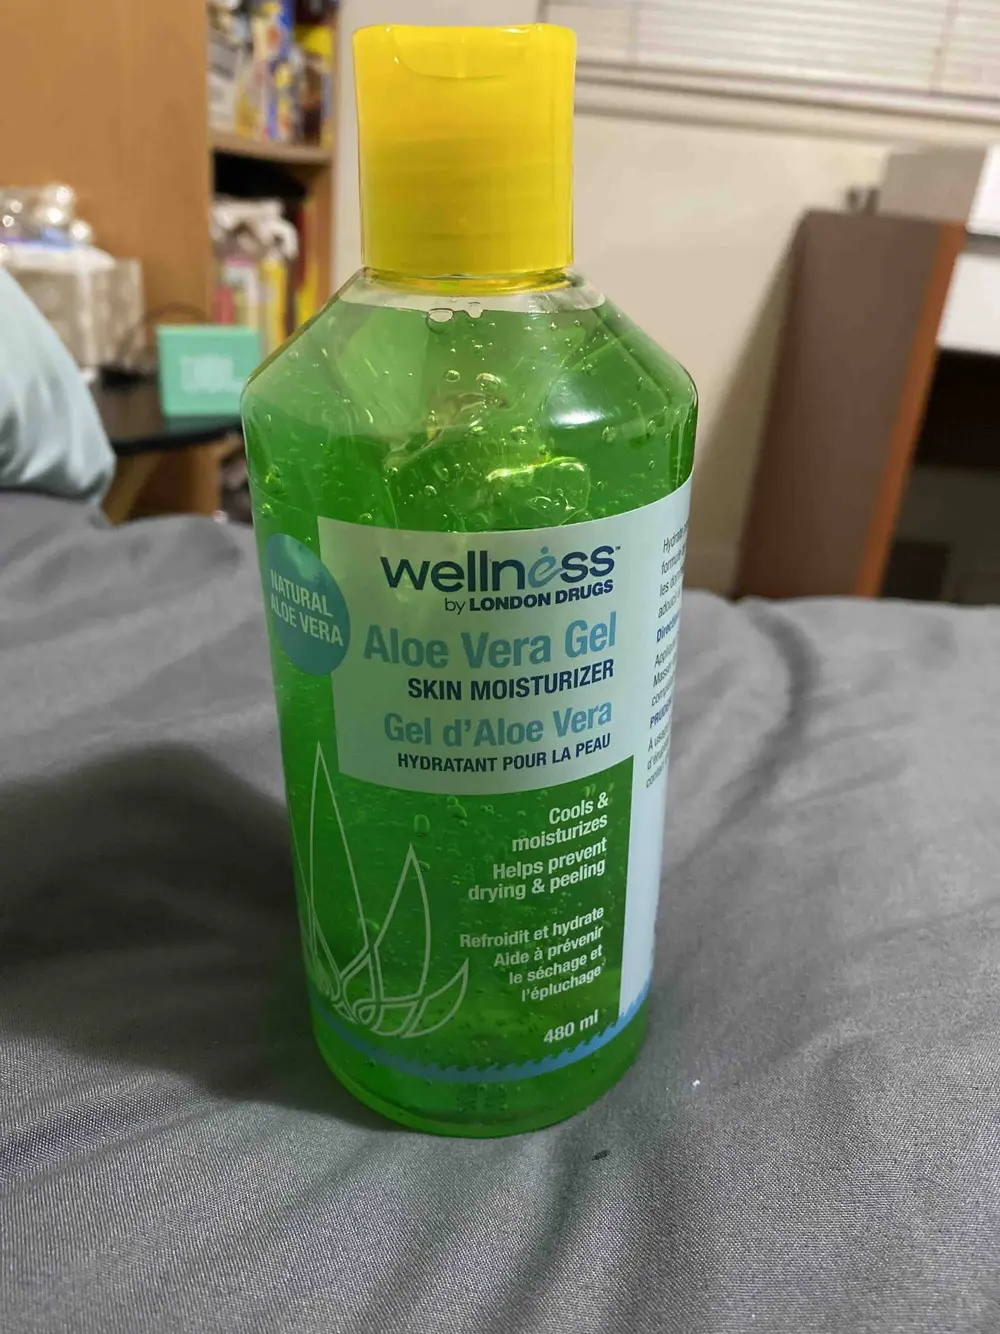 wellness™
by LONDON DRUGS
NATURAL
ALOE VERA
Aloe Vera Gel
SKIN MOISTURIZER
Gel d'Aloe Vera
HYDRATANT POUR LA PEAU
Cools &
moisturizes
Helps prevent
drying & peeling
Refroidit et hydrate
Aide à prévenir
le séchage et
l'épluchage
480 ml